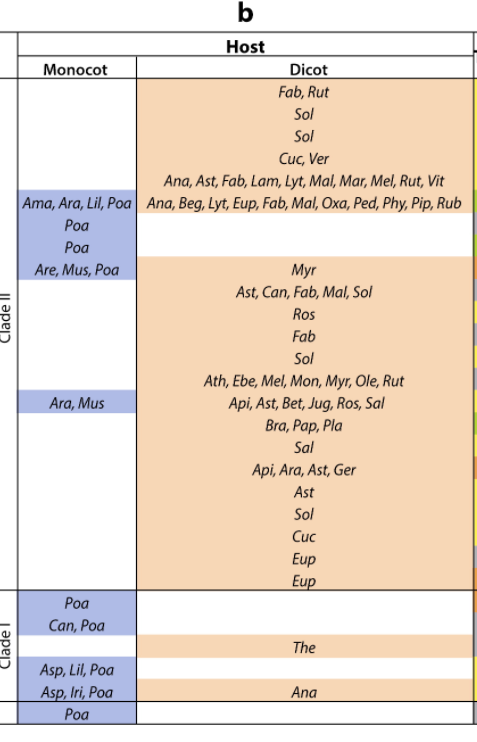 b
Host
Monocot Dicot
Fab, Rut
Sol
Sol
Cuc, Ver
Ana, Ast, Fab, Lam, Lyt, Mal, Mar, Mel, Rut, Vit
Ama, Ara, Lil, Poa Ana, Beg, Lyt, Eup, Fab, Mal, Oxa, Ped, Phy, Pip, Rub
Poa
Poa
Are, Mus, Poa Myr
Ast, Can, Fab, Mal, Sol
Ros
Fab
Sol
Ath, Ebe, Mel, Mon, Myr, Ole, Rut
Ara, Mus Api, Ast, Bet, Jug, Ros, Sal
Bra, Pap, Pla
Sal
Api, Ara, Ast, Ger
Ast
Sol
Cuc
Eup
Eup
Clade II
Poa
Can, Poa
The
Asp, Lil, Poa
Asp, Iri, Poa Ana
Clade I
Poa